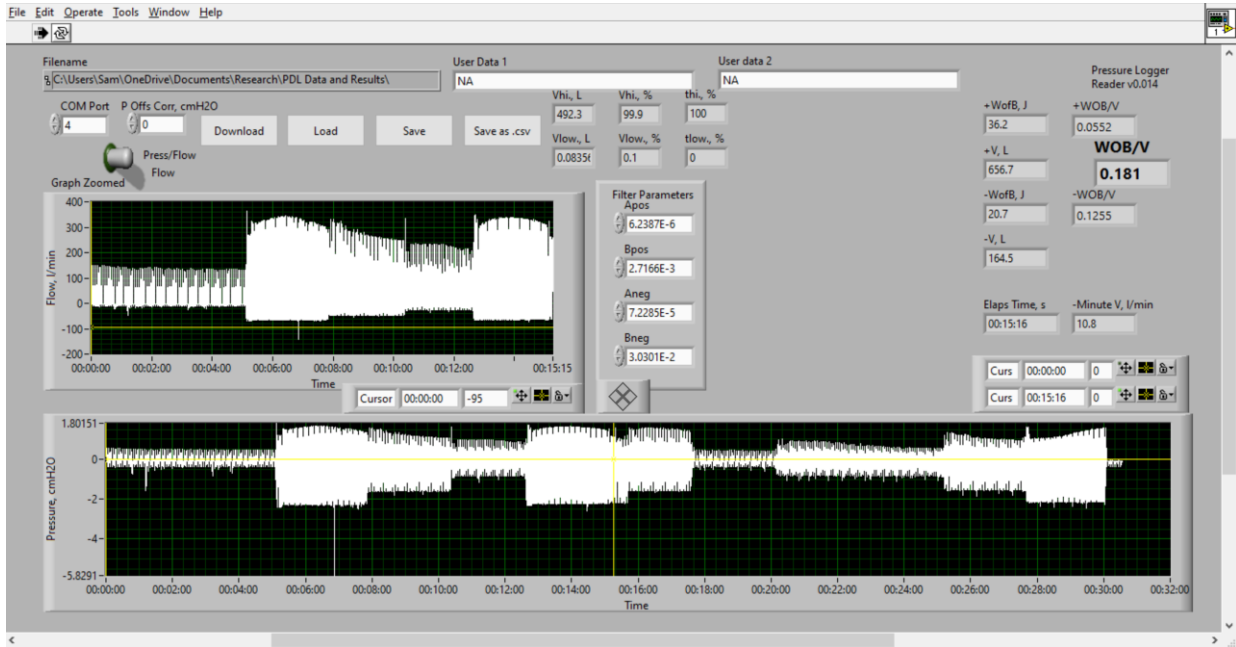 File Edit Operate Tools Window Help
1
Filename
C:\Users\Sam\OneDrive\Documents\Research\PDL Data and Results\
User Data 1
NA
User data 2
NA
Pressure Logger
Reader v0.014
COM Port
4
P Offs Corr, cmH2O
0
Download
Load
Save
Save as .csv
Vhi., L
492.3
Vhi., %
99.9
thi., %
100
Vlow., L
Vlow., %
0.1
tlow., %
0
+WofB, J
36.2
+WOB/V
0.0552
+V, L
656.7
WOB/V
0.181
-WofB, J
20.7
-WOB/V
0.1255
-V, L
164.5
Press/Flow
Flow
Graph Zoomed
Flow, l/min
400
300
200
100
0
-100
-200
00:00:00 00:02:00 00:04:00 00:06:00 00:08:00 00:10:00 00:12:00 00:15:15
Time
Filter Parameters
Apos
6.2387E-6
Bpos
2.7166E-3
Aneg
7.2285E-5
Bneg
3.0301E-2
Elaps Time, s
00:15:16
-Minute V, l/min
10.8
Cursor 00:00:00 -95
Curs 00:00:00 0
Curs 00:15:16 0
Pressure, cmH2O
1.80151
0
-2
-4
-5.8291
00:00:00 00:02:00 00:04:00 00:06:00 00:08:00 00:10:00 00:12:00 00:14:00 00:16:00 00:18:00 00:20:00 00:22:00 00:24:00 00:26:00 00:28:00 00:30:00 00:32:00
Time